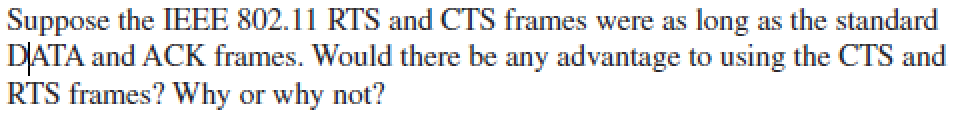 Suppose the IEEE 802.11 RTS and CTS frames were as long as the standard
DATA and ACK frames. Would there be any advantage to using the CTS and
RTS frames? Why or why not?